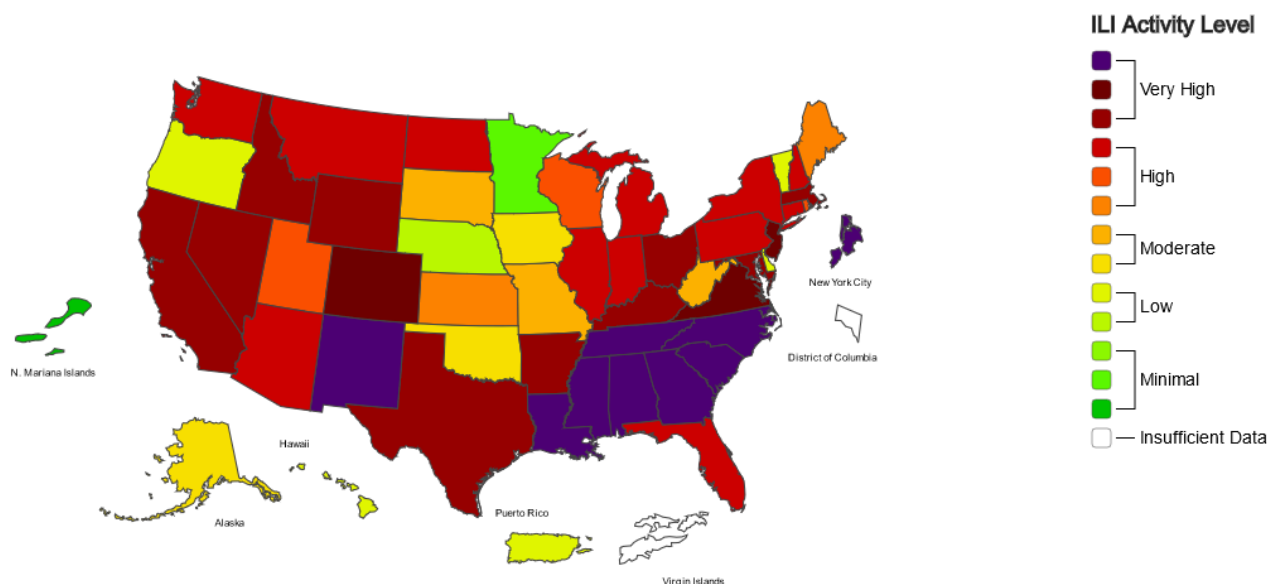 ILI Activity Level
Very High
High
Moderate
Low
Minimal
Insufficient Data
New York City
District of Columbia
N. Mariana Islands
Hawaii
Alaska
Puerto Rico
Virgin Islands